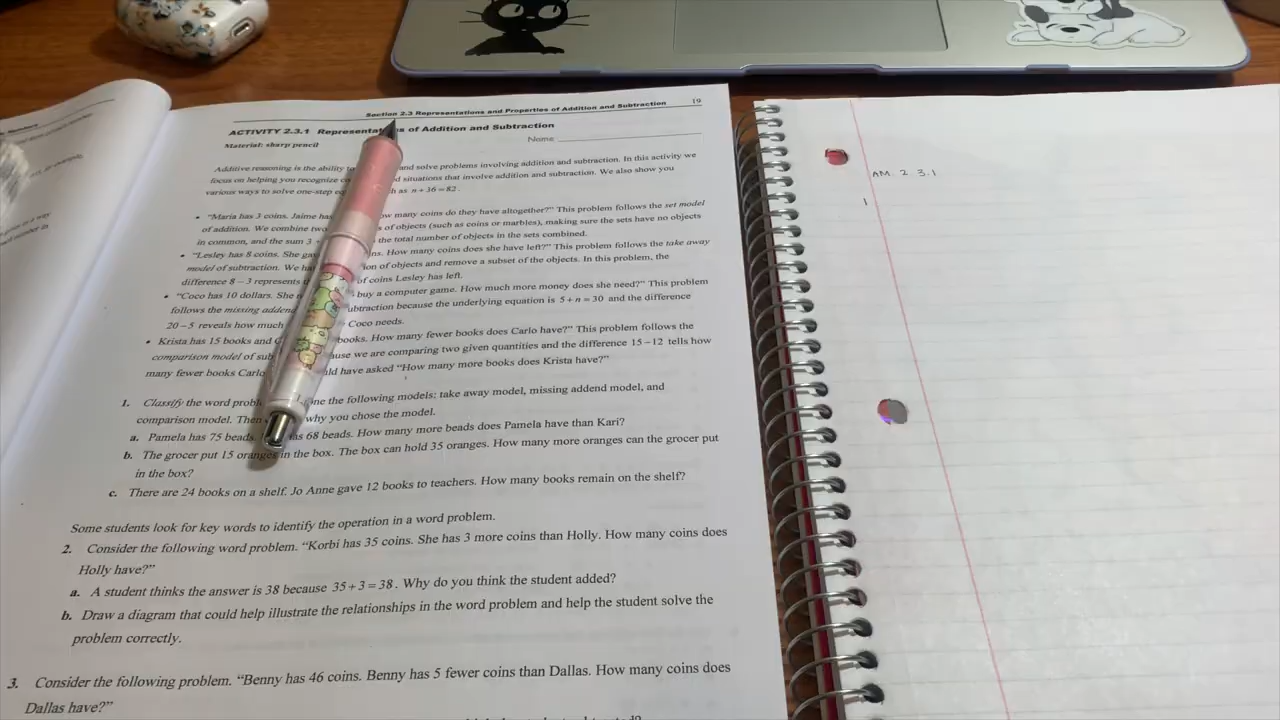 Section 2.3 Representations and Properties of Addition and Subtraction 19
ACTIVITY 2.3.1 Representat s of Addition and Subtraction
Name
Material: sharp pencil
Additive reasoning is the ability to and solve problems involving addition and subtraction. In this activity we
focus on helping you recognize situations that involve addition and subtraction. We also show you
various ways to solve one-step as n + 36 = 82.
• "Maria has 3 coins. Jaime has ow many coins do they have altogether?" This problem follows the set model
of addition. We combine two s of objects (such as coins or marbles), making sure the sets have no objects
in common, and the sum 3 + the total number of objects in the sets combined.
• "Lesley has 8 coins. She gav ns. How many coins does she have left?" This problem follows the take away
model of subtraction. We ha on of objects and remove a subset of the objects. In this problem, the
difference 8 – 3 represents of coins Lesley has left.
• "Coco has 10 dollars. She buy a computer game. How much more money does she need?" This problem
follows the missing adden btraction because the underlying equation is 5 + n = 30 and the difference
20 – 5 reveals how much Coco needs.
• Krista has 15 books and C books. How many fewer books does Carlo have?" This problem follows the
comparison model of sub ause we are comparing two given quantities and the difference 15 – 12 tells how
many fewer books Carlo ld have asked "How many more books does Krista have?"
1. Classify the word probl ne the following models: take away model, missing addend model, and
comparison model. Then why you chose the model.
a. Pamela has 75 beads. as 68 beads. How many more beads does Pamela have than Kari?
b. The grocer put 15 oranges in the box. The box can hold 35 oranges. How many more oranges can the grocer put
in the box?
c. There are 24 books on a shelf. Jo Anne gave 12 books to teachers. How many books remain on the shelf?
Some students look for key words to identify the operation in a word problem.
2. Consider the following word problem. "Korbi has 35 coins. She has 3 more coins than Holly. How many coins does
Holly have?"
a. A student thinks the answer is 38 because 35 + 3 = 38. Why do you think the student added?
b. Draw a diagram that could help illustrate the relationships in the word problem and help the student solve the
problem correctly.
3. Consider the following problem. "Benny has 46 coins. Benny has 5 fewer coins than Dallas. How many coins does
Dallas have?"
AM. 2.3.1
1